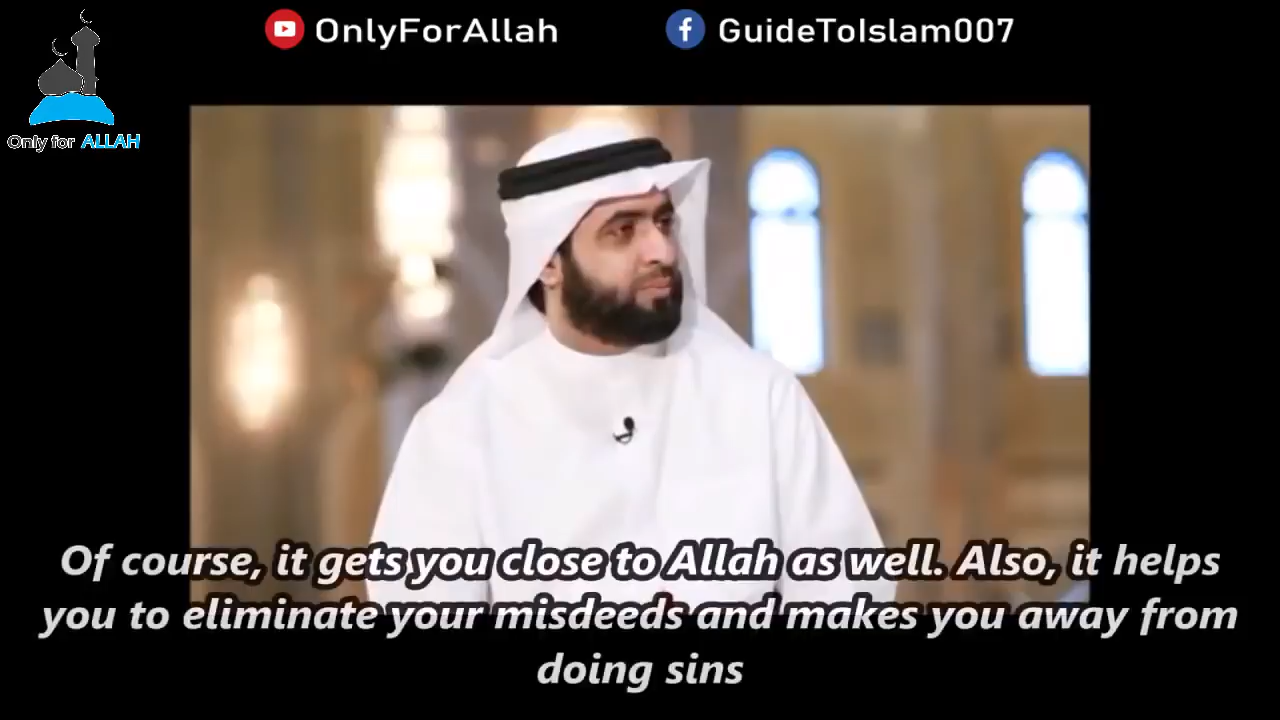 OnlyForAllah
GuideToIslam007
Only for ALLAH
Of course, it gets you close to Allah as well. Also, it helps
you to eliminate your misdeeds and makes you away from
doing sins